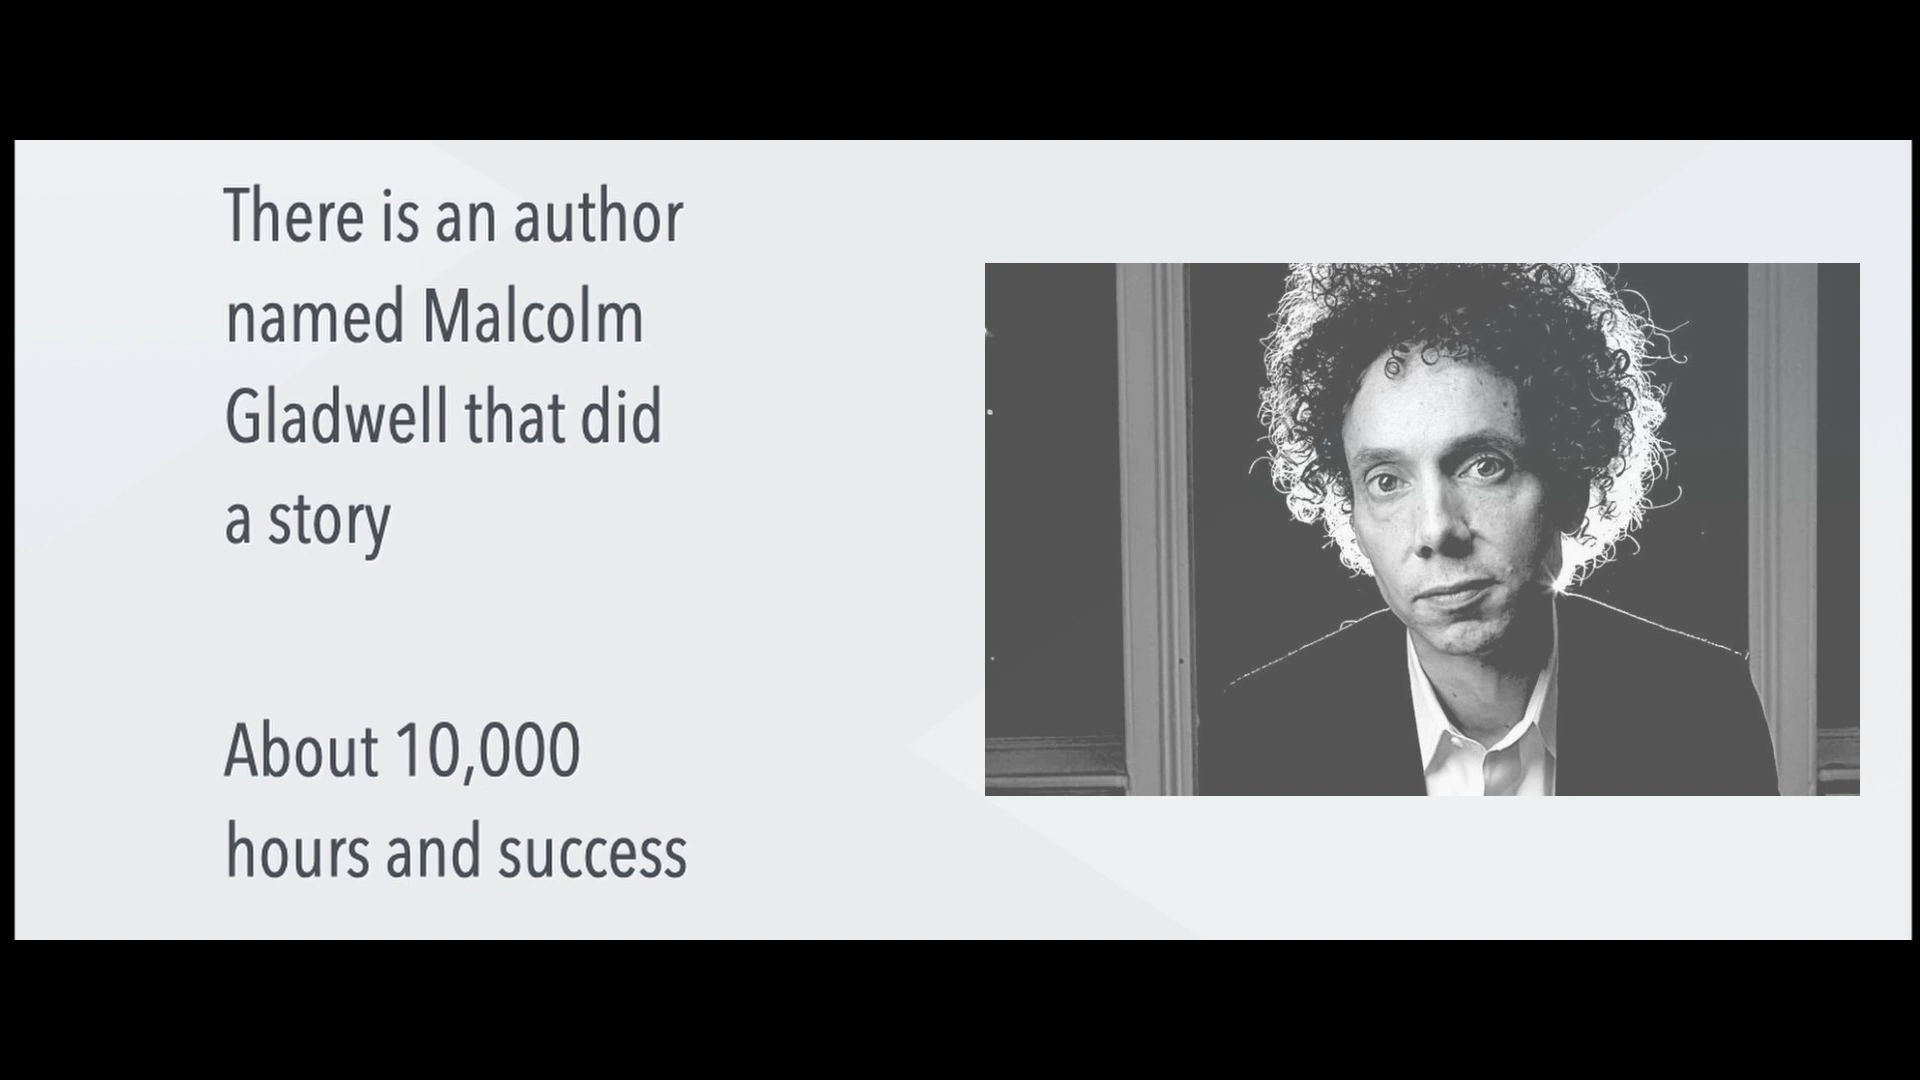 There is an author
named Malcolm
Gladwell that did
a story
About 10,000
hours and success